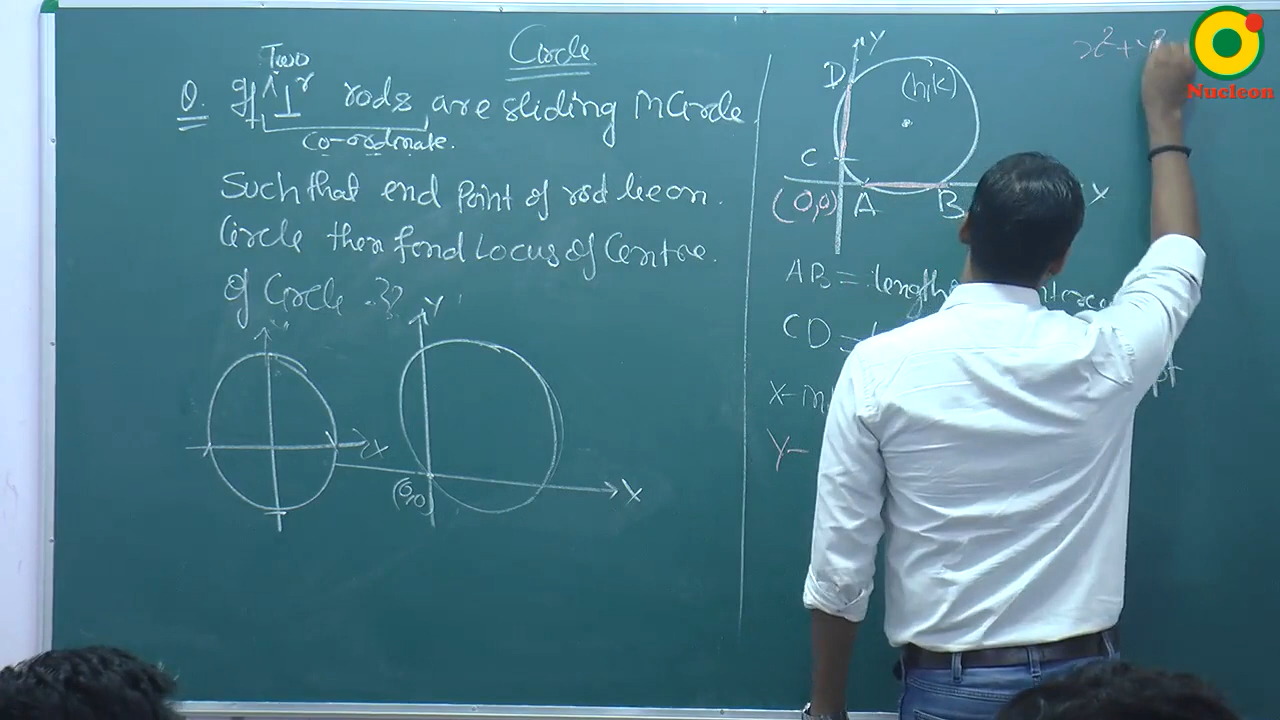 Circle
Two
Q. If ⊥r rods are sliding in Circle
Co-ordinate.
Such that end Point of rod lie on
Circle then find Locus of Centre
of Circle.??
Y
X
Y
(0,0)
X
Y
D
(h,k)
C
(0,0) A B X
AB = length
CD =
X-
Y-
x²+y²
Nucleon